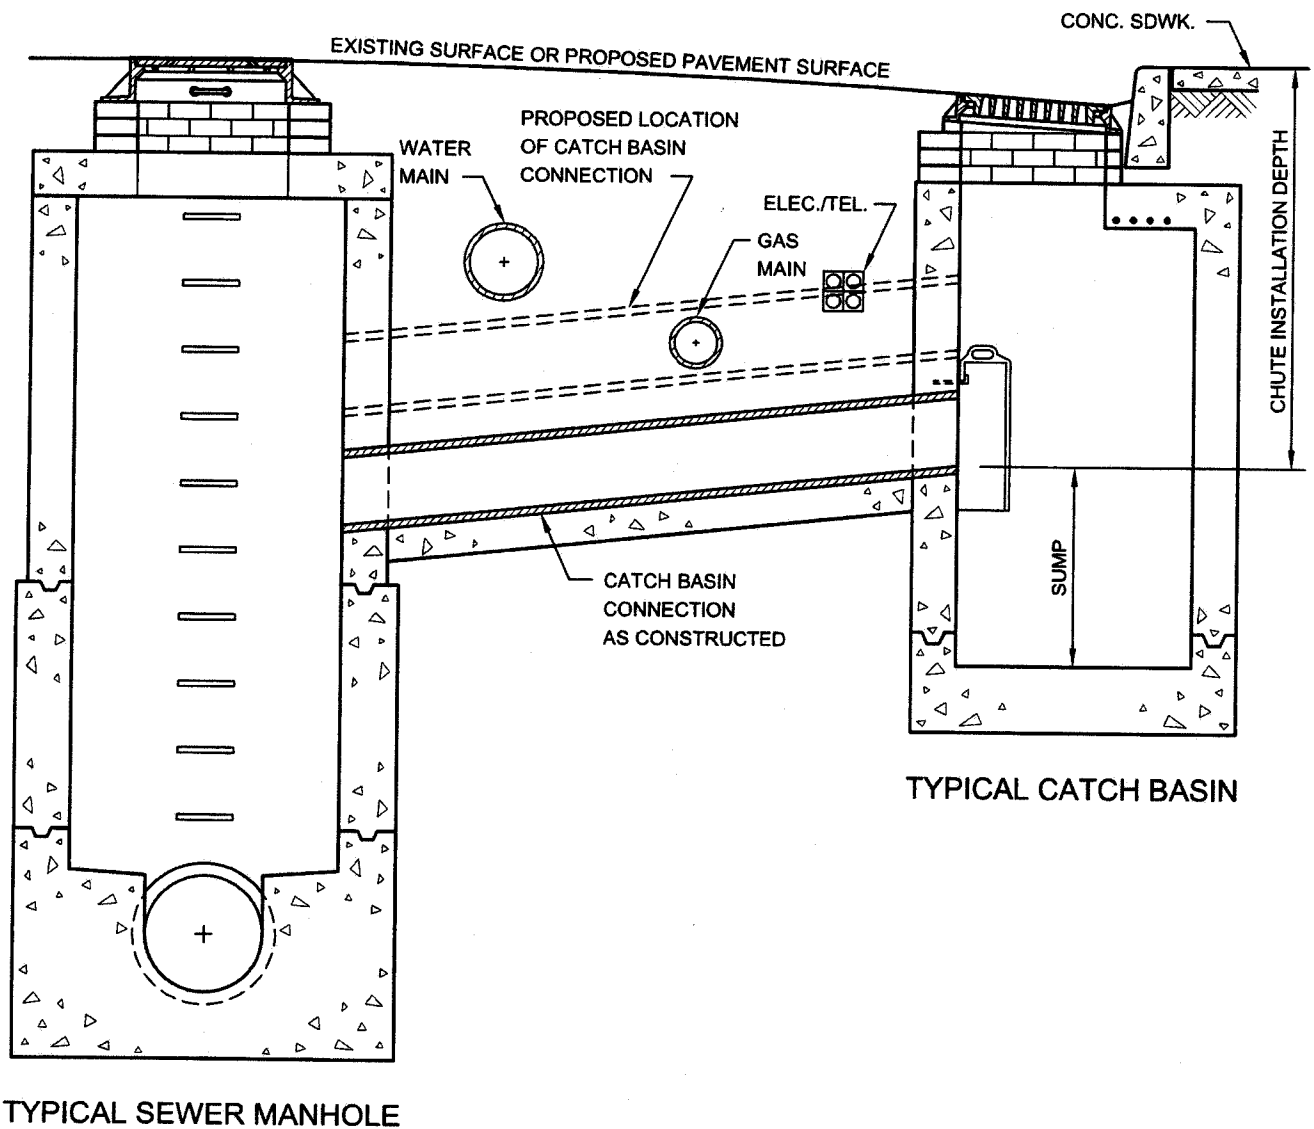 CONC. SDWK.
EXISTING SURFACE OR PROPOSED PAVEMENT SURFACE
PROPOSED LOCATION
OF CATCH BASIN
CONNECTION
WATER
MAIN
ELEC./TEL.
GAS
MAIN
CHUTE INSTALLATION DEPTH
SUMP
CATCH BASIN
CONNECTION
AS CONSTRUCTED
TYPICAL CATCH BASIN
TYPICAL SEWER MANHOLE